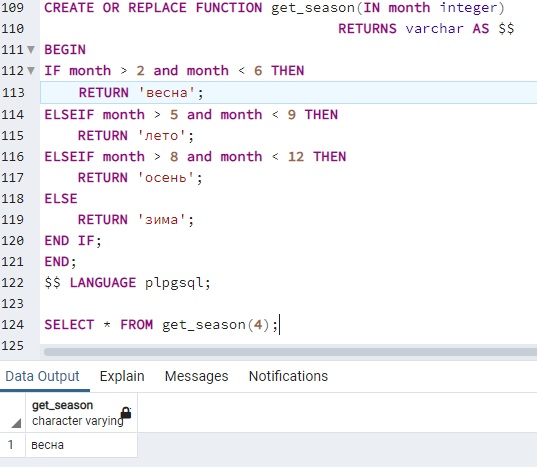 109 CREATE OR REPLACE FUNCTION get_season(IN month integer)
110 RETURNS varchar AS $$
111 BEGIN
112 IF month > 2 and month < 6 THEN
113 RETURN 'весна';
114 ELSEIF month > 5 and month < 9 THEN
115 RETURN 'лето';
116 ELSEIF month > 8 and month < 12 THEN
117 RETURN 'осень';
118 ELSE
119 RETURN 'зима';
120 END IF;
121 END;
122 $$ LANGUAGE plpgsql;
123
124 SELECT * FROM get_season(4);
125
Data Output Explain Messages Notifications
get_season
character varying
1 весна